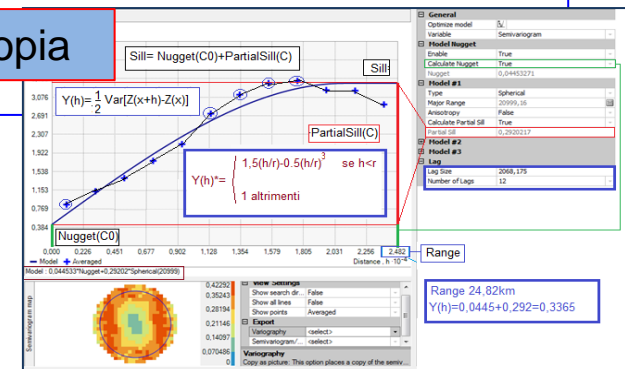 opia
Sill= Nugget(C0)+PartialSill(C)
Sill
Y(h)= 1/2 Var[Z(x+h)-Z(x)]
PartialSill(C)
Y(h)*= { 1,5(h/r)-0.5(h/r)³ se h<r
1 altrimenti
Nugget(C0)
3.076
2.691
2.307
1.922
1.538
1.153
0.769
0.384
0,000 0,226 0,451 0,677 0,902 1,128 1,354 1,579 1,805 2,031 2,256 2,482
Model Averaged
Distance . h ·10⁻⁴
Range
Model : 0,044533*Nugget+0,29202*Spherical(20999)
Semivariogram map
0,42292
0,35243
0,28194
0,21146
0,14097
0,070486
0
View Settings
Show search dr... False
Show all lines False
Show points Averaged
Export
Variography <select>
Semivariogram/... <select>
Variography
Copy as picture: This option places a copy of the semiv...
General
Optimize model
Variable Semivariogram
Model Nugget
Enable True
Calculate Nugget True
Nugget 0,04453271
Model #1
Type Spherical
Major Range 20999,16
Anisotropy False
Calculate Partial Sill True
Partial Sill 0,2920217
Model #2
Model #3
Lag
Lag Size 2068,175
Number of Lags 12
Range 24,82km
Y(h)=0,0445+0,292=0,3365